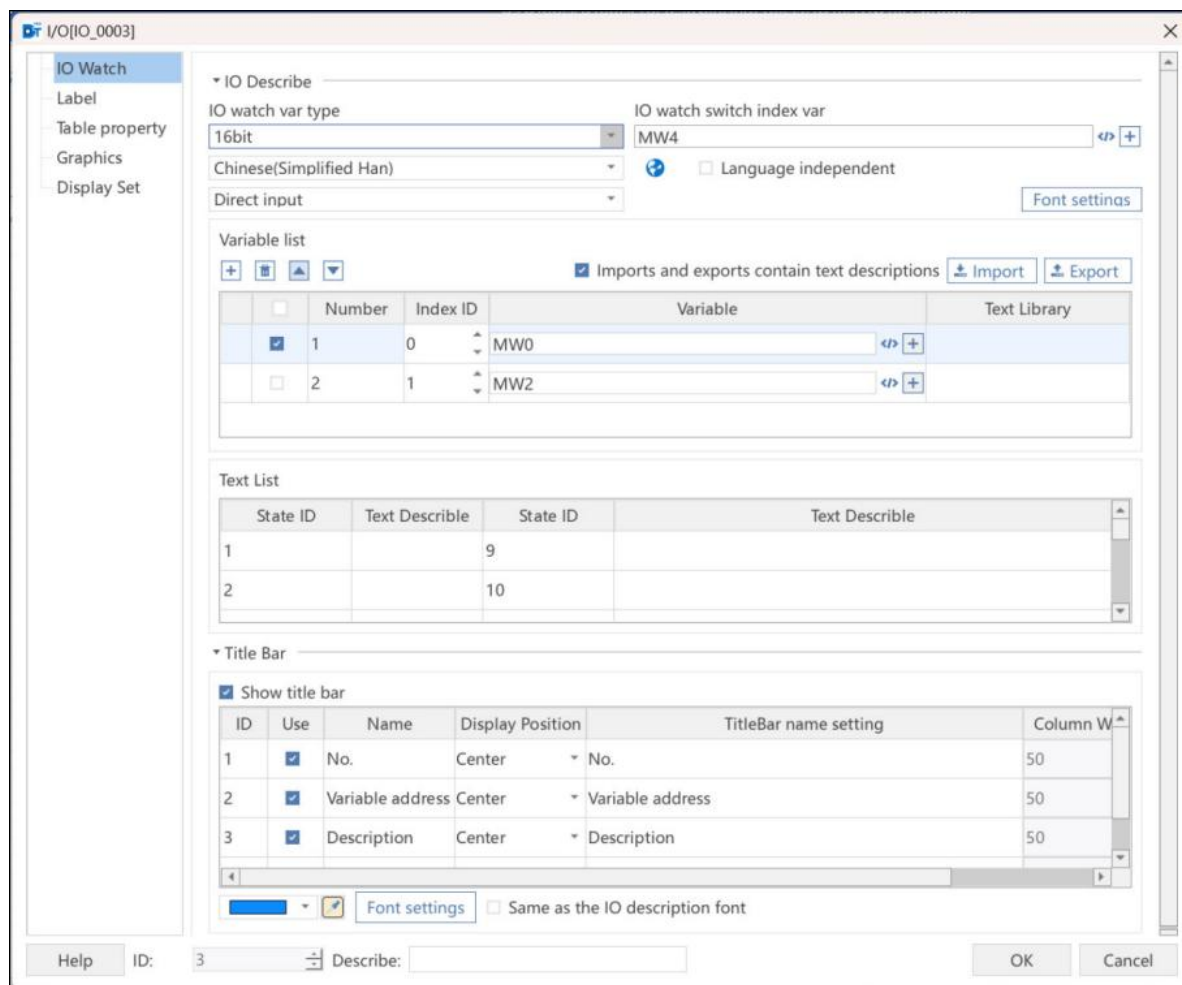 DT I/O[IO_0003]
IO Watch
Label
Table property
Graphics
Display Set
IO Describe
IO watch var type
IO watch switch index var
16bit
MW4
Chinese(Simplified Han)
Language independent
Direct input
Font settings
Variable list
Imports and exports contain text descriptions Import Export
Number Index ID Variable Text Library
1 0 MW0 </>
2 1 MW2 </>
Text List
State ID Text Describle State ID Text Describle
1 9
2 10
Title Bar
Show title bar
ID Use Name Display Position TitleBar name setting Column W
1 No. Center No. 50
2 Variable address Center Variable address 50
3 Description Center Description 50
Font settings Same as the IO description font
Help ID: 3 Describe: OK Cancel